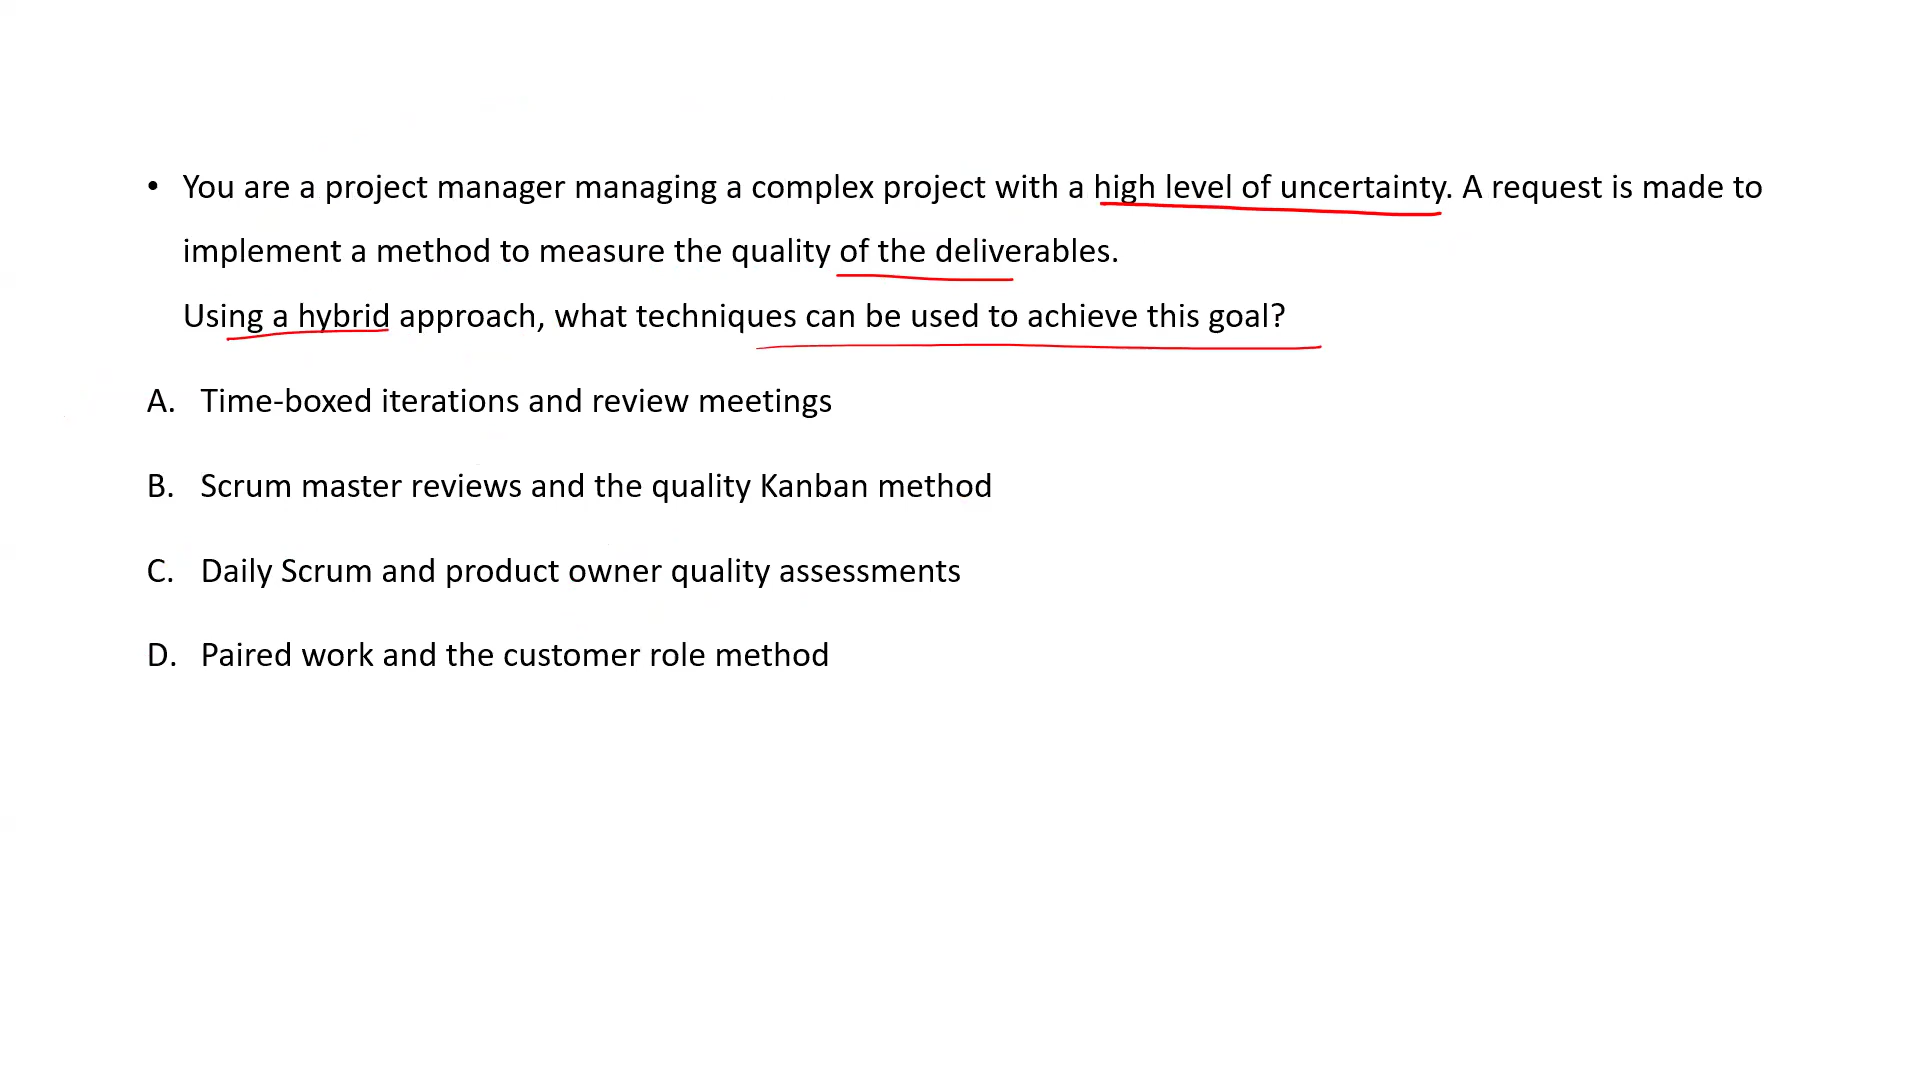 • You are a project manager managing a complex project with a high level of uncertainty. A request is made to
implement a method to measure the quality of the deliverables.
Using a hybrid approach, what techniques can be used to achieve this goal?
A. Time-boxed iterations and review meetings
B. Scrum master reviews and the quality Kanban method
C. Daily Scrum and product owner quality assessments
D. Paired work and the customer role method